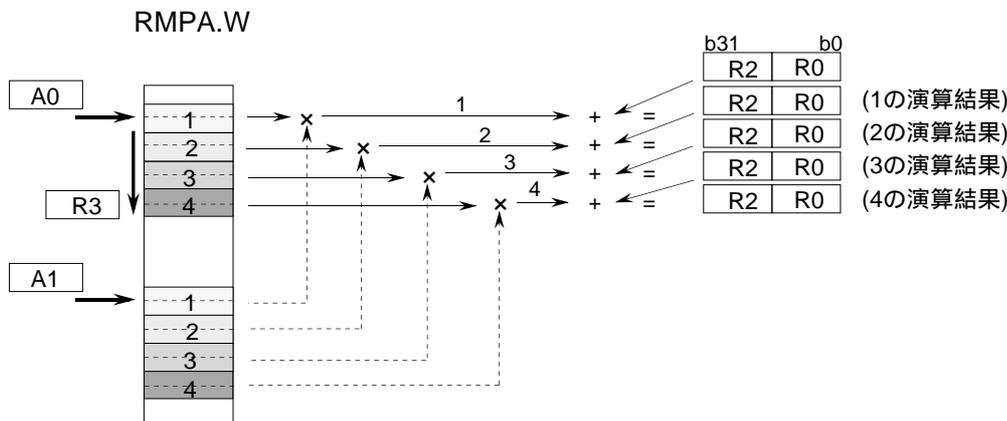 RMPA.W
b31 b0
R2 R0
A0
1 × 1 + = R2 R0 (1の演算結果)
2 × 2 + = R2 R0 (2の演算結果)
3 × 3 + = R2 R0 (3の演算結果)
R3
4 × 4 + = R2 R0 (4の演算結果)
A1
1
2
3
4